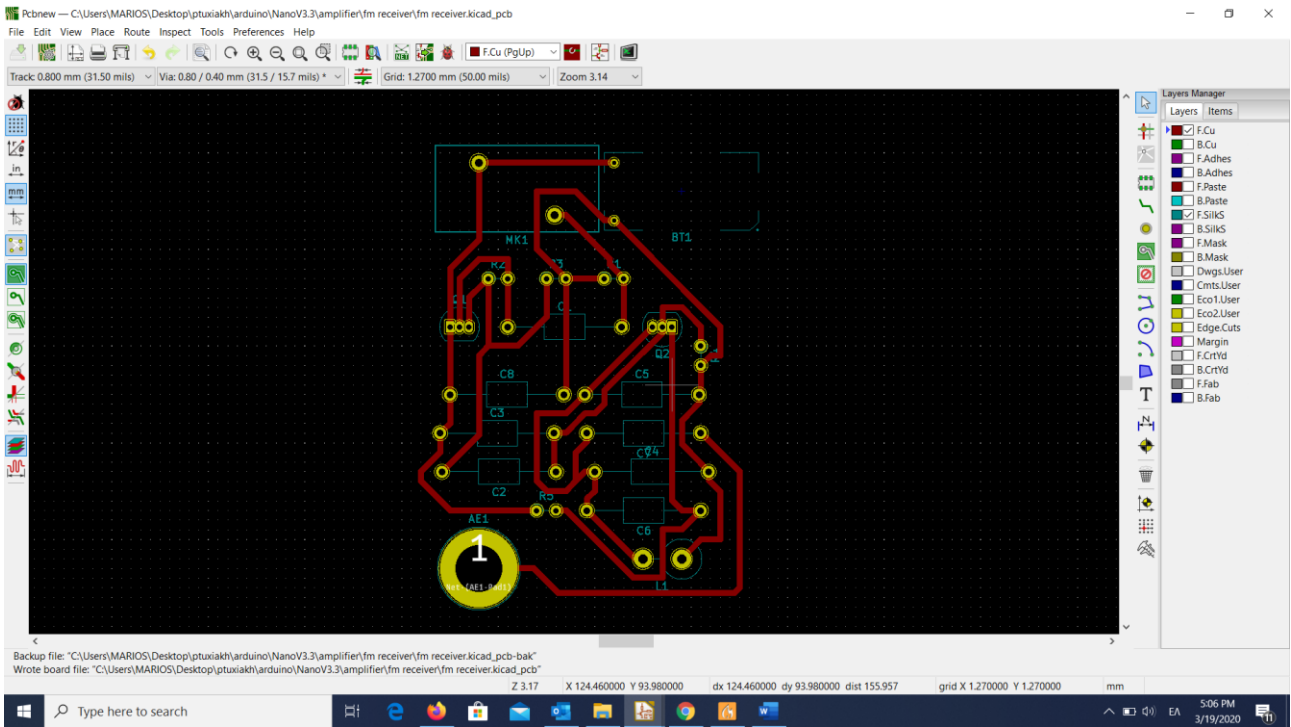 Pcbnew — C:\Users\MARIOS\Desktop\ptuxiakh\arduino\NanoV3.3\amplifier\fm receiver\fm receiver.kicad_pcb
File Edit View Place Route Inspect Tools Preferences Help
F.Cu (PgUp)
Track: 0.800 mm (31.50 mils) Via: 0.80 / 0.40 mm (31.5 / 15.7 mils) * Grid: 1.2700 mm (50.00 mils) Zoom 3.14
Layers Manager
Layers Items
F.Cu
B.Cu
F.Adhes
B.Adhes
F.Paste
B.Paste
F.SilkS
B.SilkS
F.Mask
B.Mask
Dwgs.User
Cmts.User
Eco1.User
Eco2.User
Edge.Cuts
Margin
F.CrtYd
B.CrtYd
F.Fab
B.Fab
in
mm
T
N
MK1
BT1
R2
Q2
C8
C5
C3
C4
C2
R5
C6
AE1
1
Net-(AE1-Pad1)
L1
Backup file: "C:\Users\MARIOS\Desktop\ptuxiakh\arduino\NanoV3.3\amplifier\fm receiver\fm receiver.kicad_pcb-bak"
Wrote board file: "C:\Users\MARIOS\Desktop\ptuxiakh\arduino\NanoV3.3\amplifier\fm receiver\fm receiver.kicad_pcb"
Z 3.17 X 124.460000 Y 93.980000 dx 124.460000 dy 93.980000 dist 155.957 grid X 1.270000 Y 1.270000 mm
Type here to search
ΕΛ
5:06 PM
3/19/2020
11